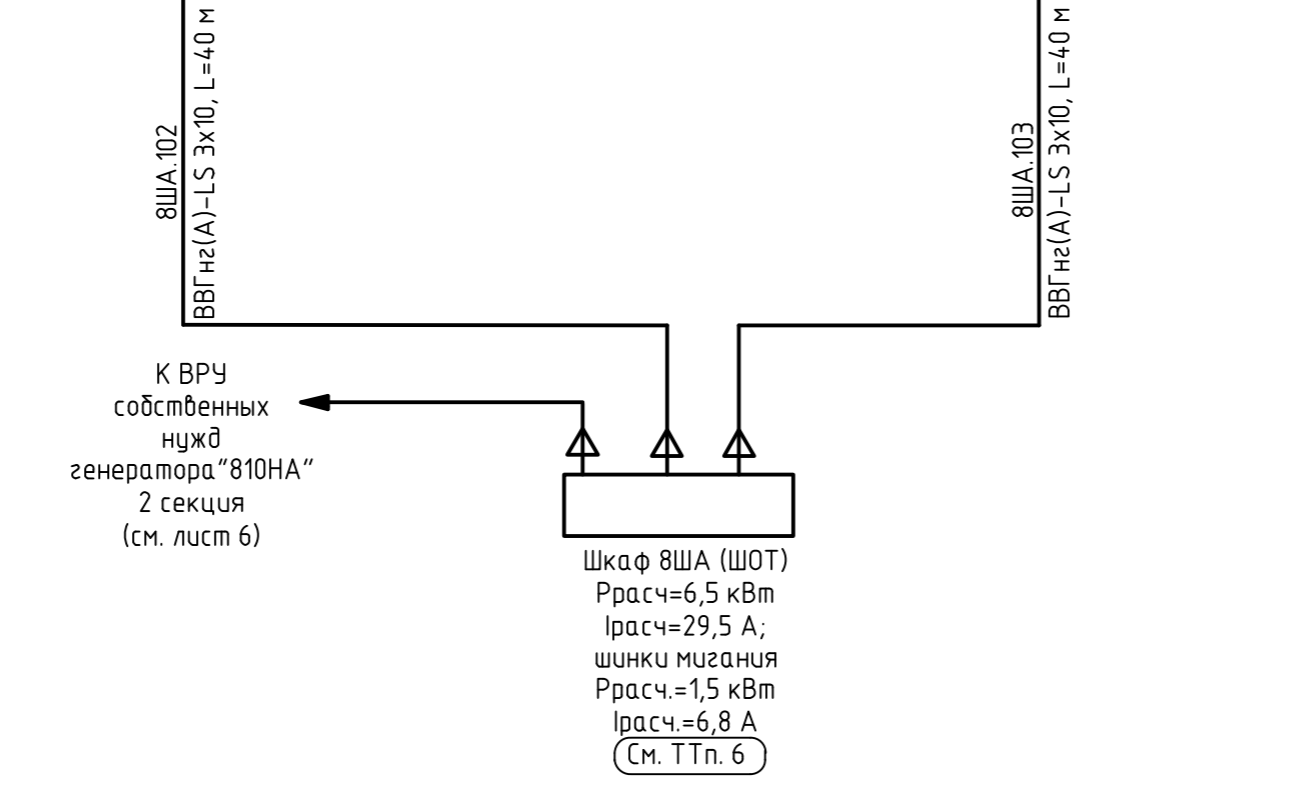 8ША.102
ВВГнг(А)-LS 3х10, L=40 м
8ША.103
ВВГнг(А)-LS 3х10, L=40 м
К ВРУ
собственных
нужд
генератора"810НА"
2 секция
(см. лист 6)
Шкаф 8ША (ШОТ)
Ррасч=6,5 кВт
Iрасч=29,5 А;
шинки мигания
Ррасч.=1,5 кВт
Iрасч.=6,8 А
См. ТТп. 6